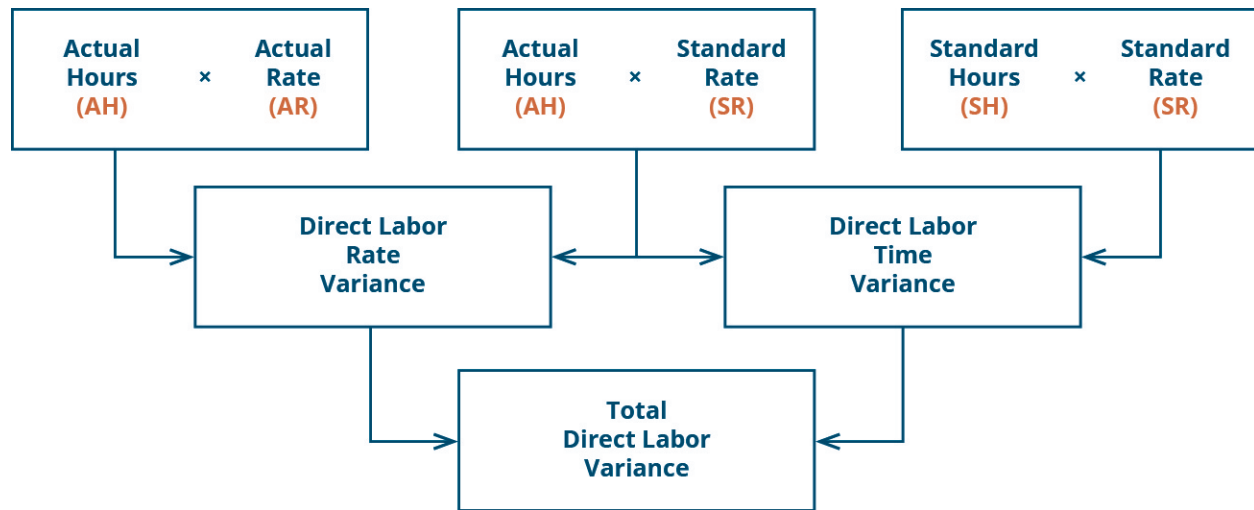 Actual Hours (AH) × Actual Rate (AR)
Actual Hours (AH) × Standard Rate (SR)
Standard Hours (SH) × Standard Rate (SR)
Direct Labor
Rate
Variance
Direct Labor
Time
Variance
Total
Direct Labor
Variance